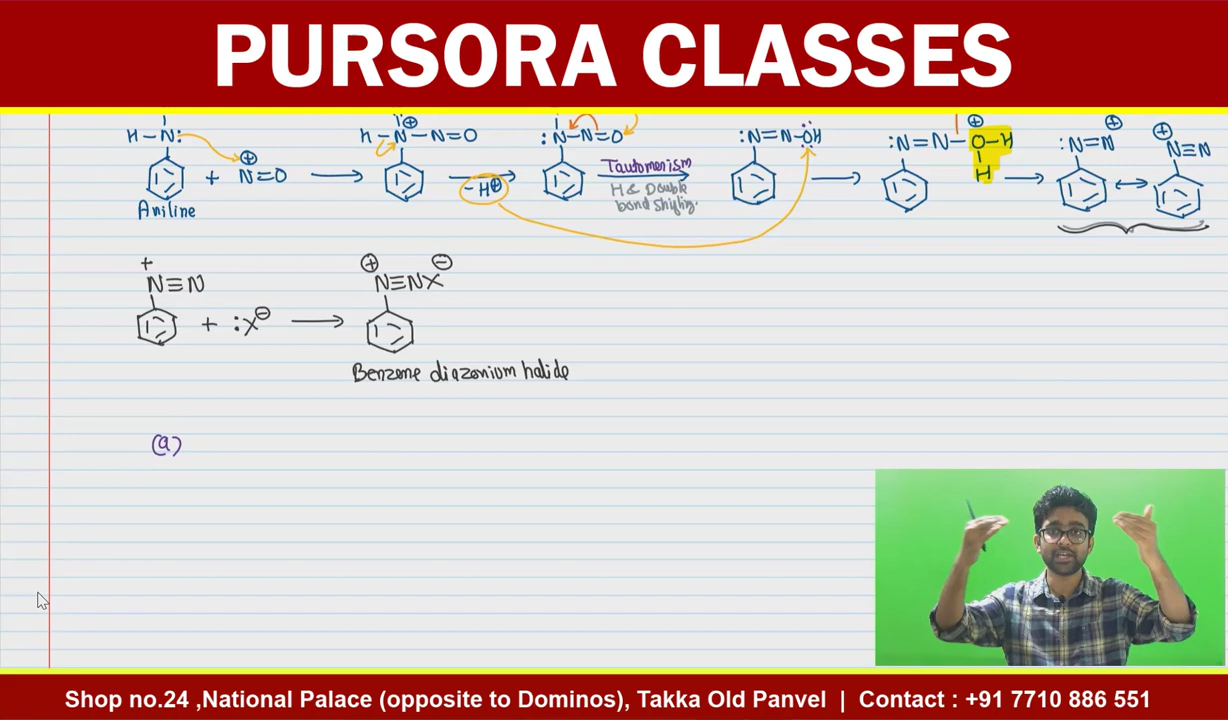 PURSORA CLASSES
H–N: ⊕ H–N–N=O :N–N=O :N=N–ÖH :N=N–O–H ⊕ :N=N ⊕ N≡N
+ N=O ⊕ ⟶ ⟶ Tautomerism ⟶ H ⟶ ⟷
-H⊕ H & Double
Aniline bond Shifting.
+ N≡N ⊕ N≡NX ⊖
+ :X⊖ ⟶
Benzene diazonium halide
(a)
Shop no.24 ,National Palace (opposite to Dominos), Takka Old Panvel | Contact : +91 7710 886 551